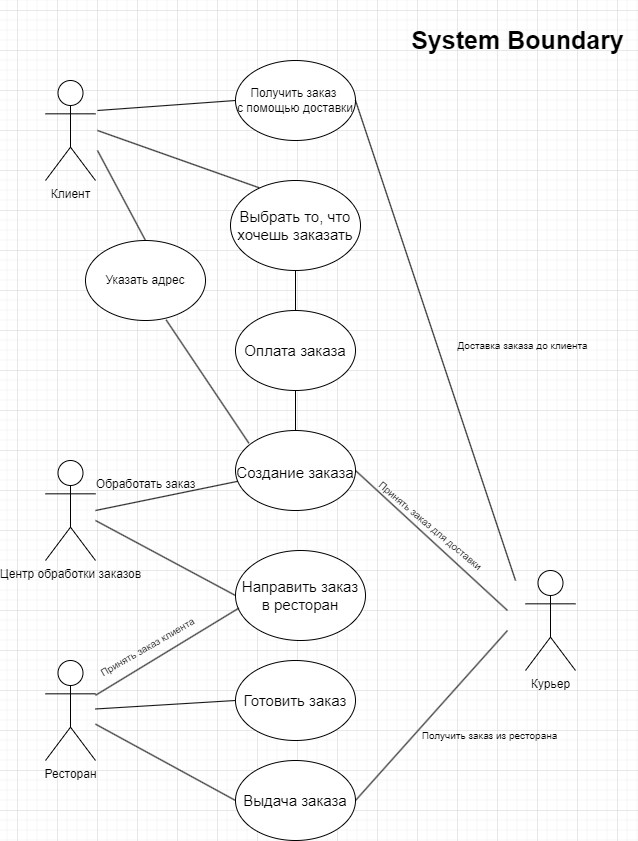 System Boundary
Получить заказ
с помощью доставки
Клиент
Выбрать то, что
хочешь заказать
Указать адрес
Оплата заказа
Доставка заказа до клиента
Создание заказа
Обработать заказ
Принять заказ для доставки
Центр обработки заказов
Направить заказ
в ресторан
Принять заказ клиента
Курьер
Готовить заказ
Получить заказ из ресторана
Ресторан
Выдача заказа